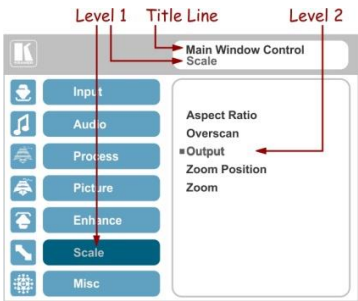 Level 1 Title Line Level 2
Main Window Control
Scale
Input
Audio
Process
Picture
Enhance
Scale
Misc
Aspect Ratio
Overscan
Output
Zoom Position
Zoom